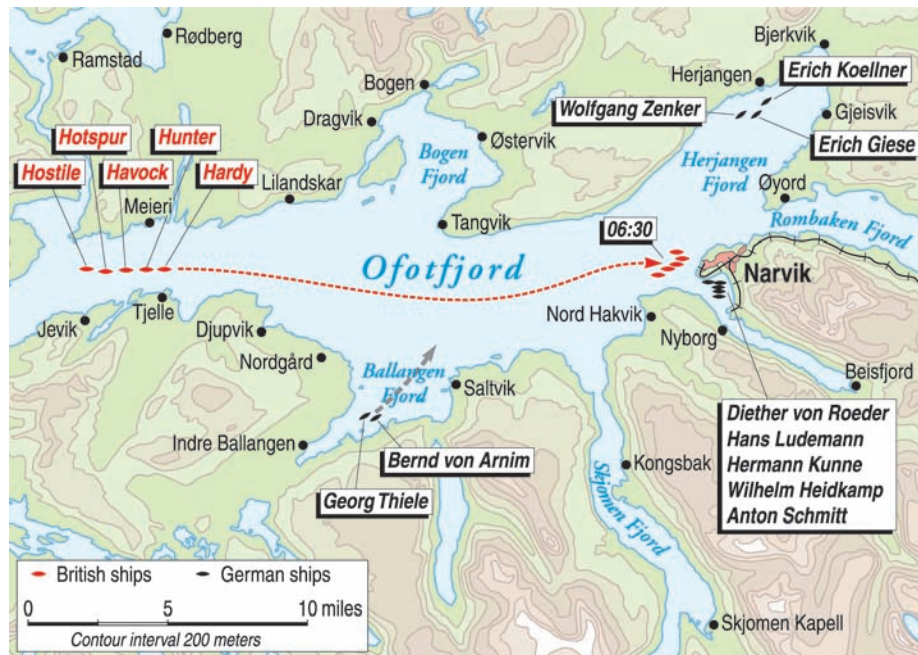 Rødberg
Ramstad
Bjerkvik
Bogen
Herjangen
Erich Koellner
Dragvik
Wolfgang Zenker
Gjeisvik
Hotspur
Hunter
Østervik
Erich Giese
Bogen
Fjord
Hostile
Havock
Hardy
Lilandskar
Herjangen
Fjord
Øyord
Meieri
Tangvik
06:30
Rombaken Fjord
Ofotfjord
Narvik
Jevik
Tjelle
Djupvik
Nord Hakvik
Nyborg
Nordgård
Ballangen
Fjord
Saltvik
Beisfjord
Indre Ballangen
Bernd von Arnim
Georg Thiele
Kongsbak
Skjomen Fjord
Diether von Roeder
Hans Ludemann
Hermann Kunne
Wilhelm Heidkamp
Anton Schmitt
British ships
German ships
0 5 10 miles
Contour interval 200 meters
Skjomen Kapell